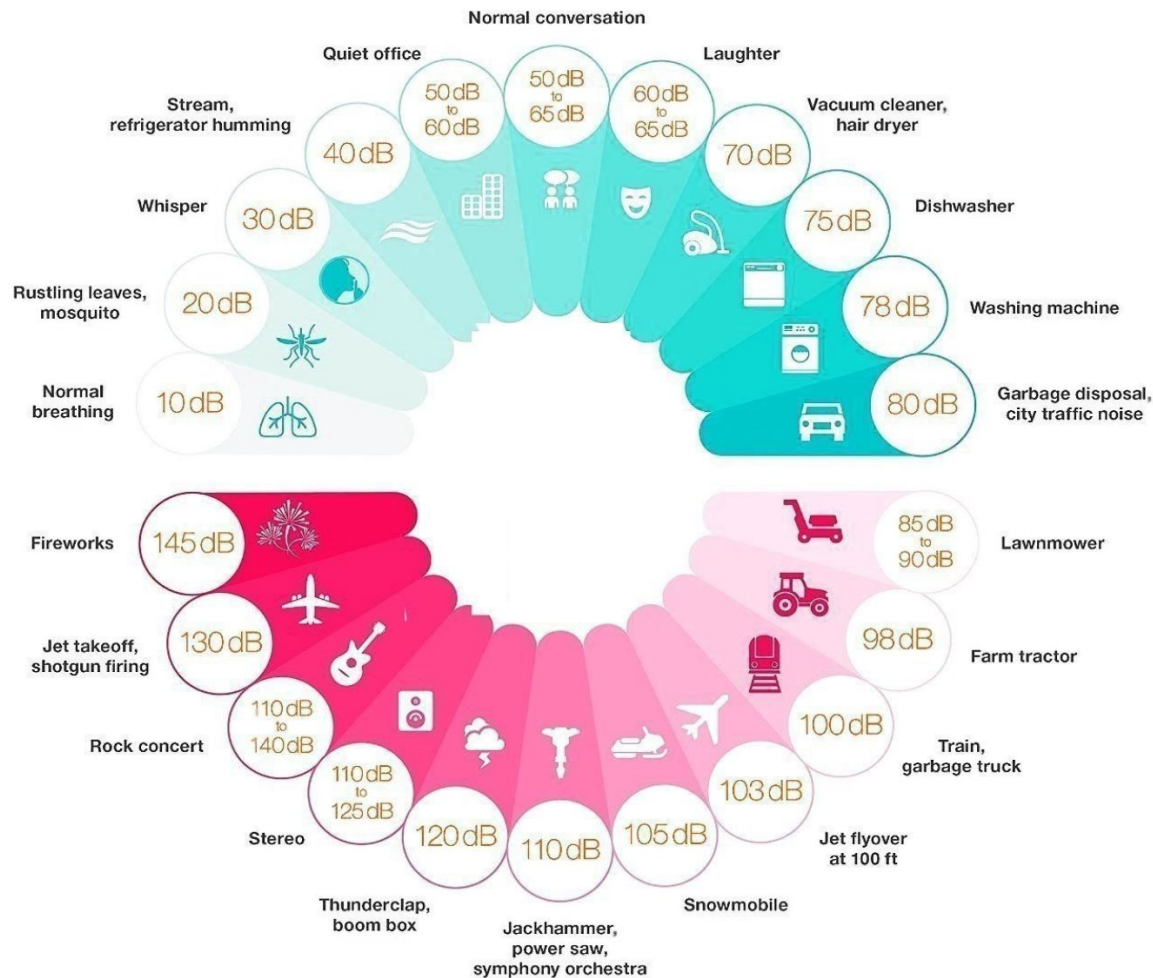 Normal conversation
50 dB
to
65 dB
Quiet office
50 dB
to
60 dB
Laughter
60 dB
to
65 dB
Stream,
refrigerator humming
40 dB
Vacuum cleaner,
hair dryer
70 dB
Whisper
30 dB
Dishwasher
75 dB
Rustling leaves,
mosquito
20 dB
Washing machine
78 dB
Normal
breathing
10 dB
Garbage disposal,
city traffic noise
80 dB
Fireworks
145 dB
Lawnmower
85 dB
to
90 dB
Jet takeoff,
shotgun firing
130 dB
Farm tractor
98 dB
Rock concert
110 dB
to
140 dB
Train,
garbage truck
100 dB
Stereo
110 dB
to
125 dB
Jet flyover
at 100 ft
103 dB
Thunderclap,
boom box
120 dB
Jackhammer,
power saw,
symphony orchestra
110 dB
Snowmobile
105 dB